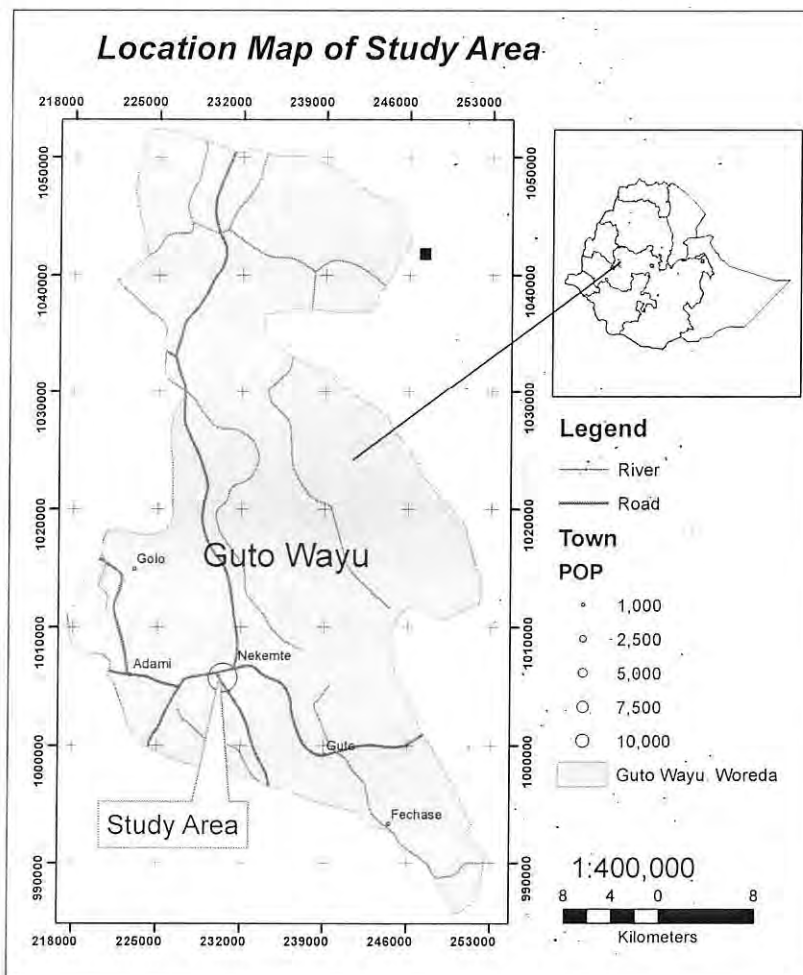 Location Map of Study Area
218000 225000 232000 239000 246000 253000
1050000 1050000
1040000 1040000
1030000 1030000
1020000 1020000
1010000 1010000
1000000 1000000
990000 990000
Golo
Guto Wayu
Adami
Nekemte
Gute
Fechase
Study Area
218000 225000 232000 239000 246000 253000
Legend
River
Road
Town
POP
1,000
2,500
5,000
7,500
10,000
Guto Wayu Woreda
1:400,000
8 4 0 8
Kilometers